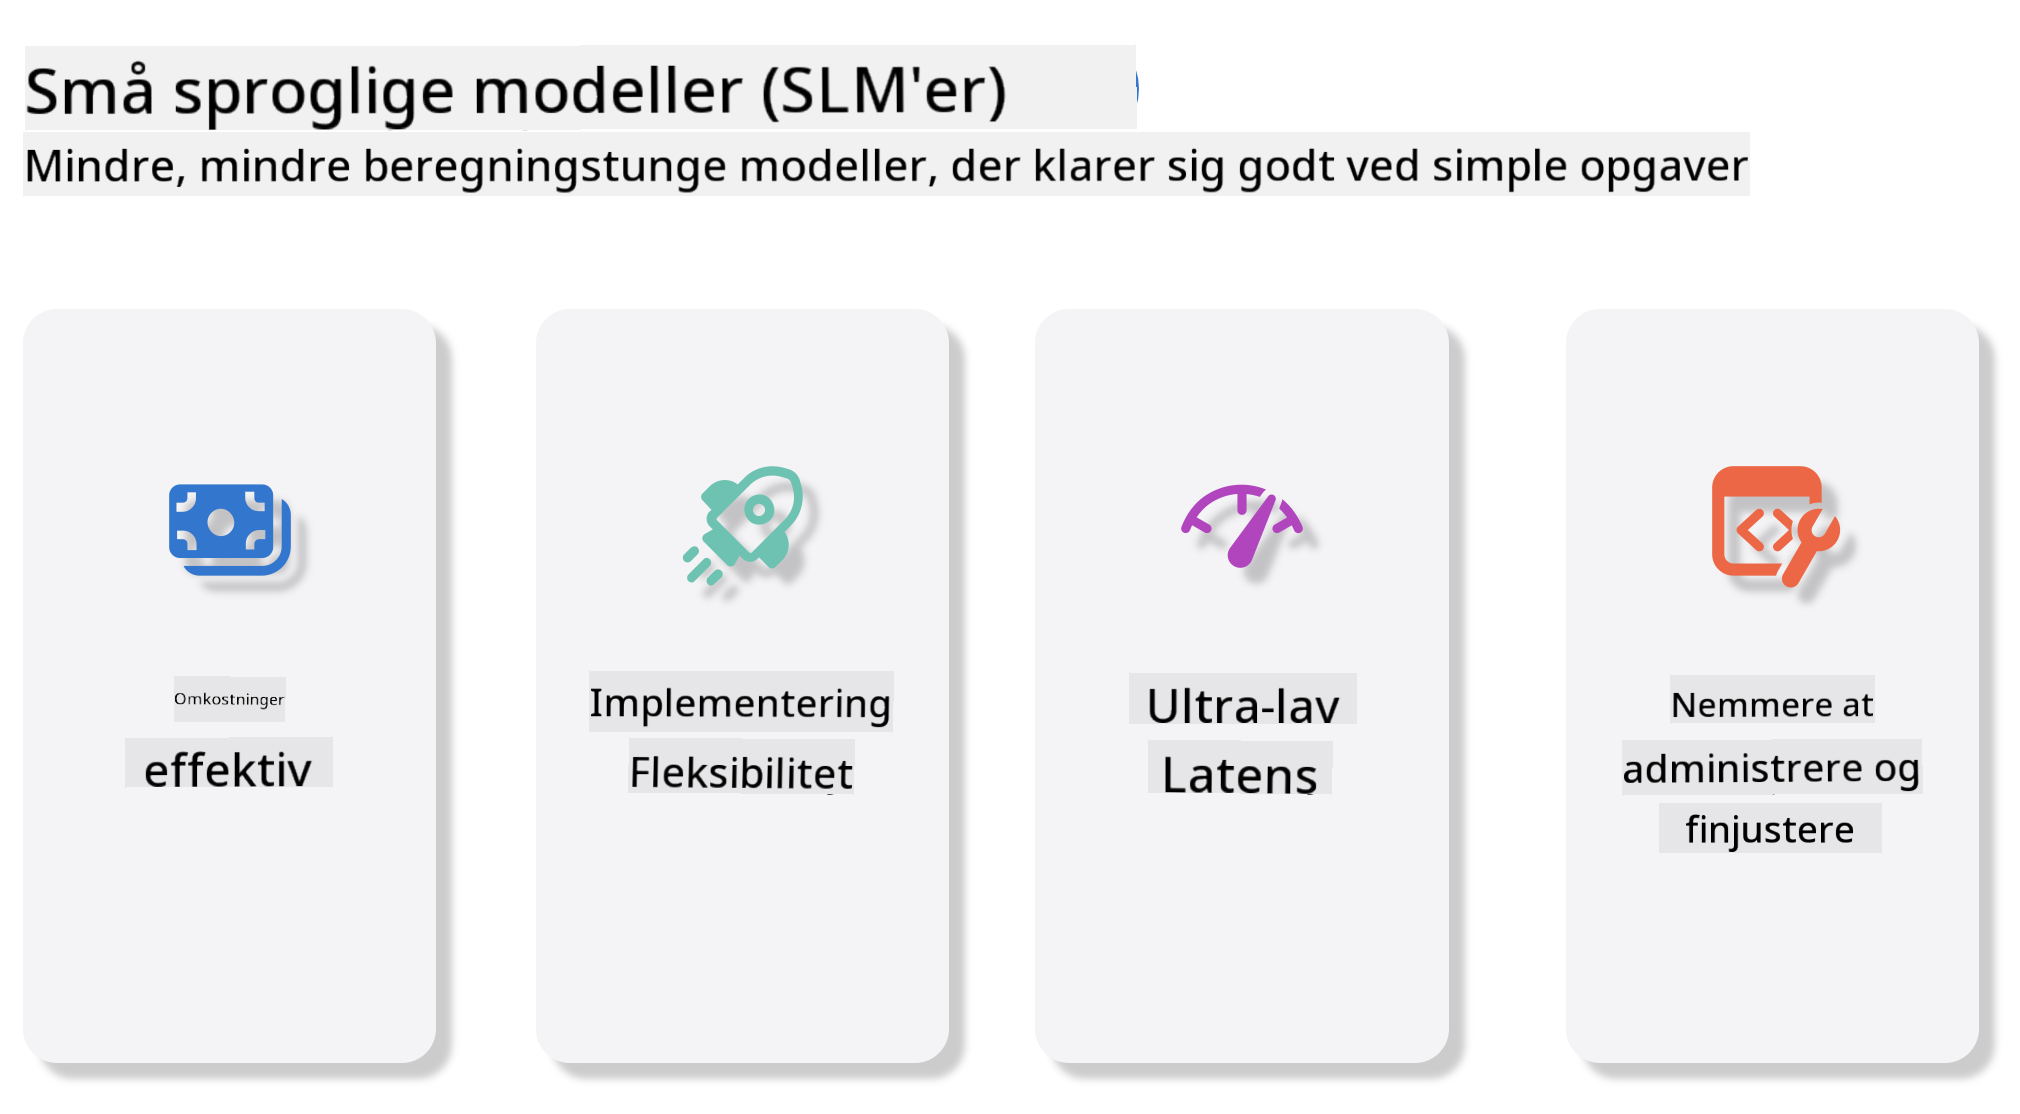 Små sproglige modeller (SLM'er)
Mindre, mindre beregningstunge modeller, der klarer sig godt ved simple opgaver
Omkostninger
effektiv
Implementering
Fleksibilitet
Ultra-lav
Latens
Nemmere at
administrere og
finjustere